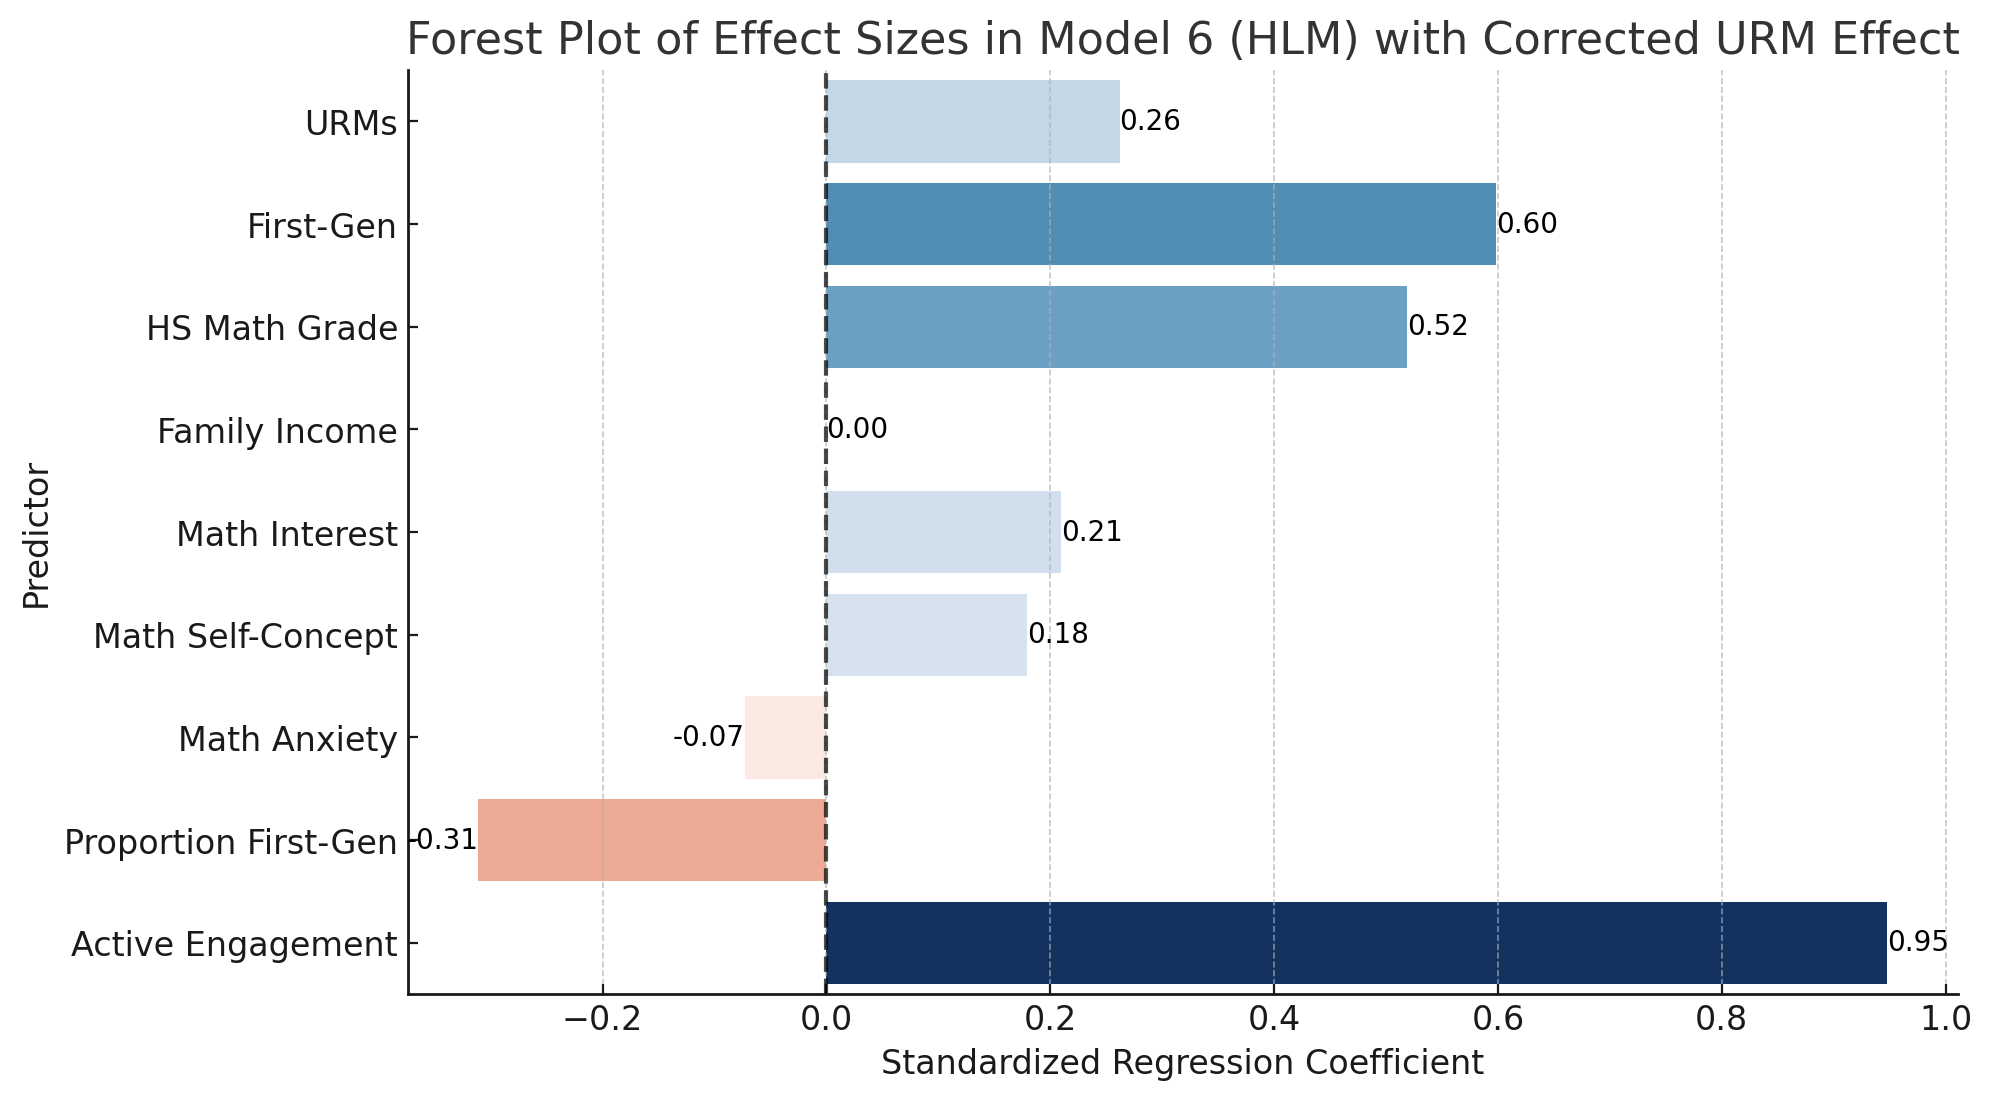 Forest Plot of Effect Sizes in Model 6 (HLM) with Corrected URM Effect
Predictor
URMs
0.26
First-Gen
0.60
HS Math Grade
0.52
Family Income
0.00
Math Interest
0.21
Math Self-Concept
0.18
Math Anxiety
-0.07
Proportion First-Gen
-0.31
Active Engagement
0.95
−0.2
0.0
0.2
0.4
0.6
0.8
1.0
Standardized Regression Coefficient